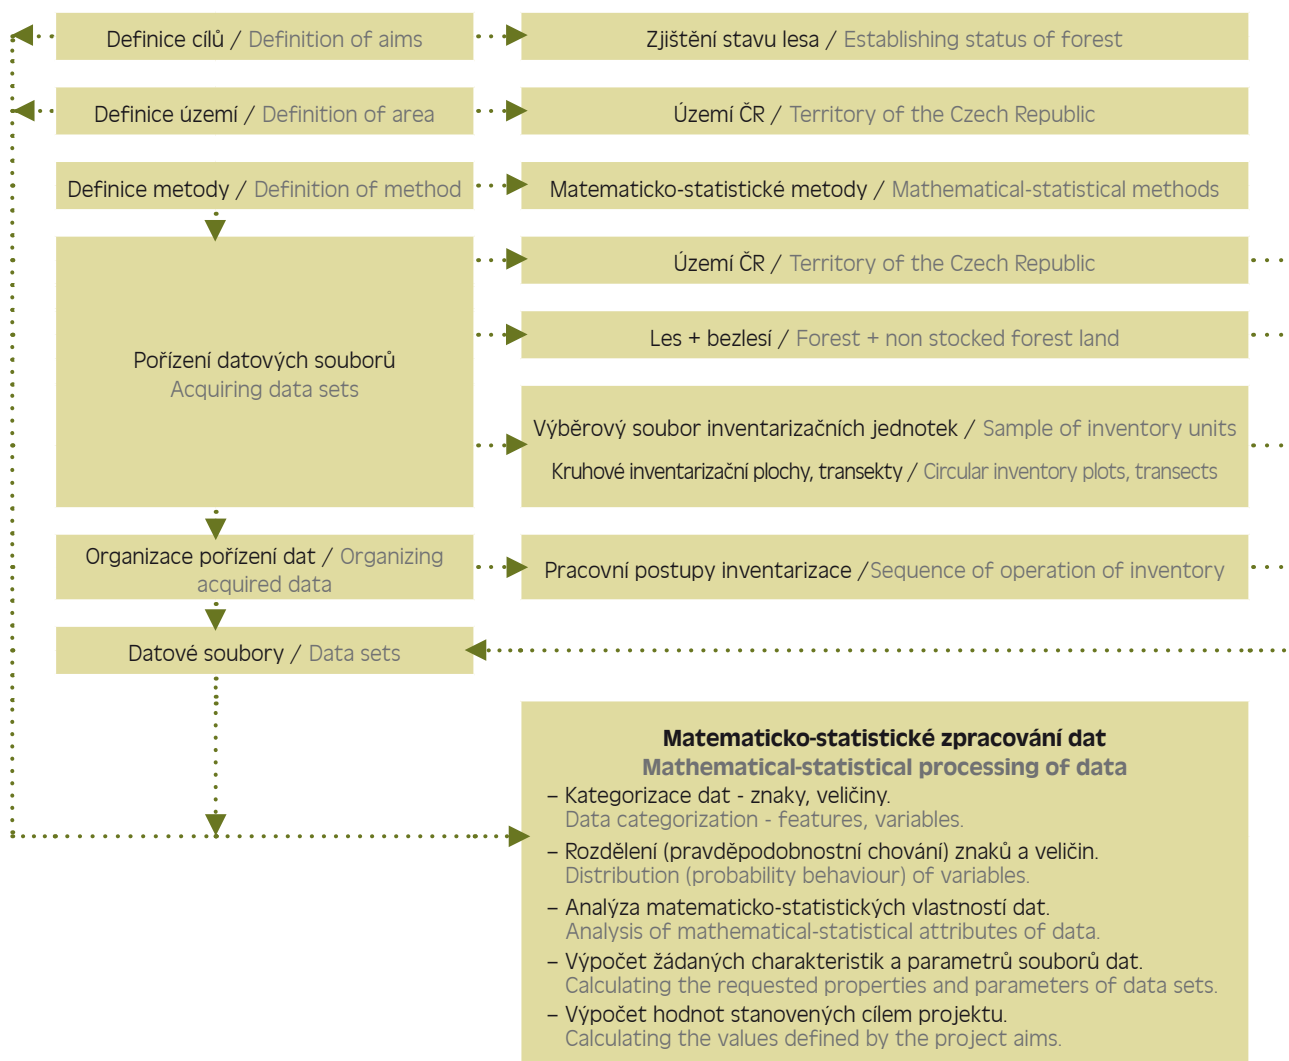 Definice cílů / Definition of aims
Zjištění stavu lesa / Establishing status of forest
Definice území / Definition of area
Území ČR / Territory of the Czech Republic
Definice metody / Definition of method
Matematicko-statistické metody / Mathematical-statistical methods
Pořízení datových souborů
Acquiring data sets
Území ČR / Territory of the Czech Republic
Les + bezlesí / Forest + non stocked forest land
Výběrový soubor inventarizačních jednotek / Sample of inventory units
Kruhové inventarizační plochy, transekty / Circular inventory plots, transects
Organizace pořízení dat / Organizing
acquired data
Pracovní postupy inventarizace /Sequence of operation of inventory
Datové soubory / Data sets
Matematicko-statistické zpracování dat
Mathematical-statistical processing of data
– Kategorizace dat - znaky, veličiny.
Data categorization - features, variables.
– Rozdělení (pravděpodobnostní chování) znaků a veličin.
Distribution (probability behaviour) of variables.
– Analýza matematicko-statistických vlastností dat.
Analysis of mathematical-statistical attributes of data.
– Výpočet žádaných charakteristik a parametrů souborů dat.
Calculating the requested properties and parameters of data sets.
– Výpočet hodnot stanovených cílem projektu.
Calculating the values defined by the project aims.